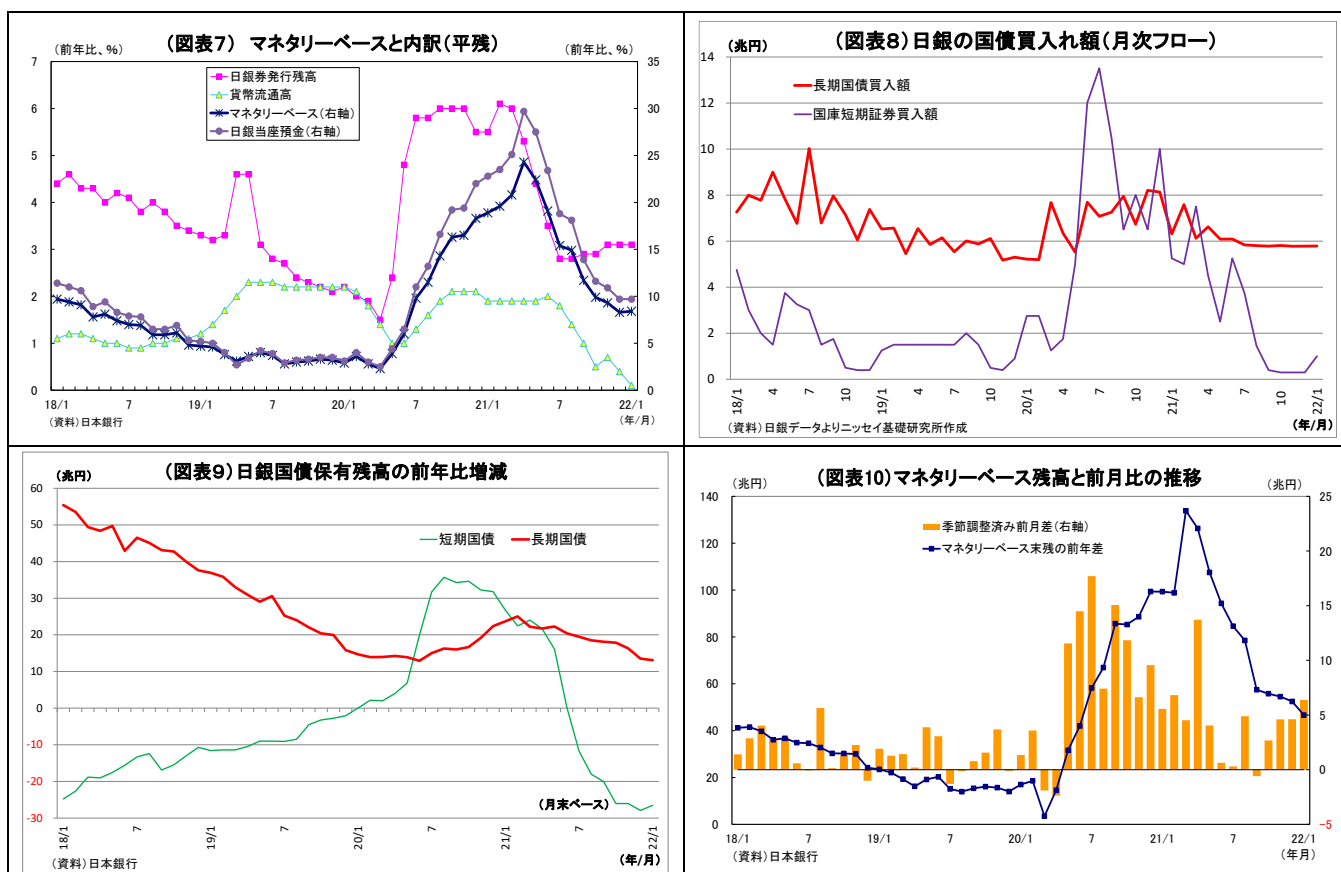 (図表7) マネタリーベースと内訳(平残)
(前年比、%)
(前年比、%)
日銀券発行残高
貨幣流通高
マネタリーベース(右軸)
日銀当座預金(右軸)
7
6
5
4
3
2
1
0
35
30
25
20
15
10
5
0
18/1 7 19/1 7 20/1 7 21/1 7 22/1
(資料)日本銀行
(年/月)
(図表8)日銀の国債買入れ額(月次フロー)
(兆円)
長期国債買入額
国庫短期証券買入額
14
12
10
8
6
4
2
0
18/1 4 7 10 19/1 4 7 10 20/1 4 7 10 21/1 4 7 10 22/1
(年/月)
(資料)日銀データよりニッセイ基礎研究所作成
(図表9)日銀国債保有残高の前年比増減
(兆円)
短期国債
長期国債
60
50
40
30
20
10
0
-10
-20
-30
(月末ベース)
18/1 7 19/1 7 20/1 7 21/1 7 22/1
(資料)日本銀行
(年/月)
(図表10)マネタリーベース残高と前月比の推移
(兆円)
(兆円)
季節調整済み前月差(右軸)
マネタリーベース末残の前年差
140
120
100
80
60
40
20
0
25
20
15
10
5
0
-5
18/1 7 19/1 7 20/1 7 21/1 7 22/1
(資料)日本銀行
(年/月)